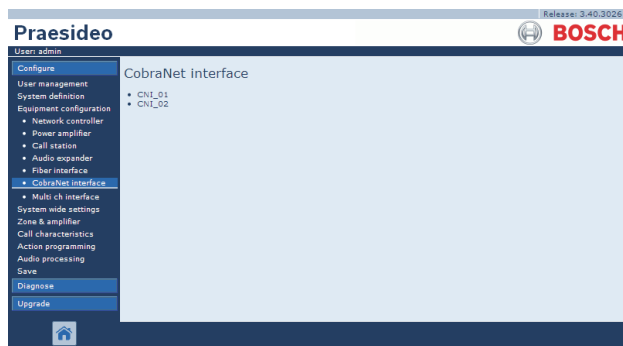 Release: 3.40.3026
Praesideo
BOSCH
User: admin
Configure
User management
System definition
Equipment configuration
• Network controller
• Power amplifier
• Call station
• Audio expander
• Fiber interface
• CobraNet interface
• Multi ch interface
System wide settings
Zone & amplifier
Call characteristics
Action programming
Audio processing
Save
Diagnose
Upgrade
CobraNet interface
• CNI_01
• CNI_02